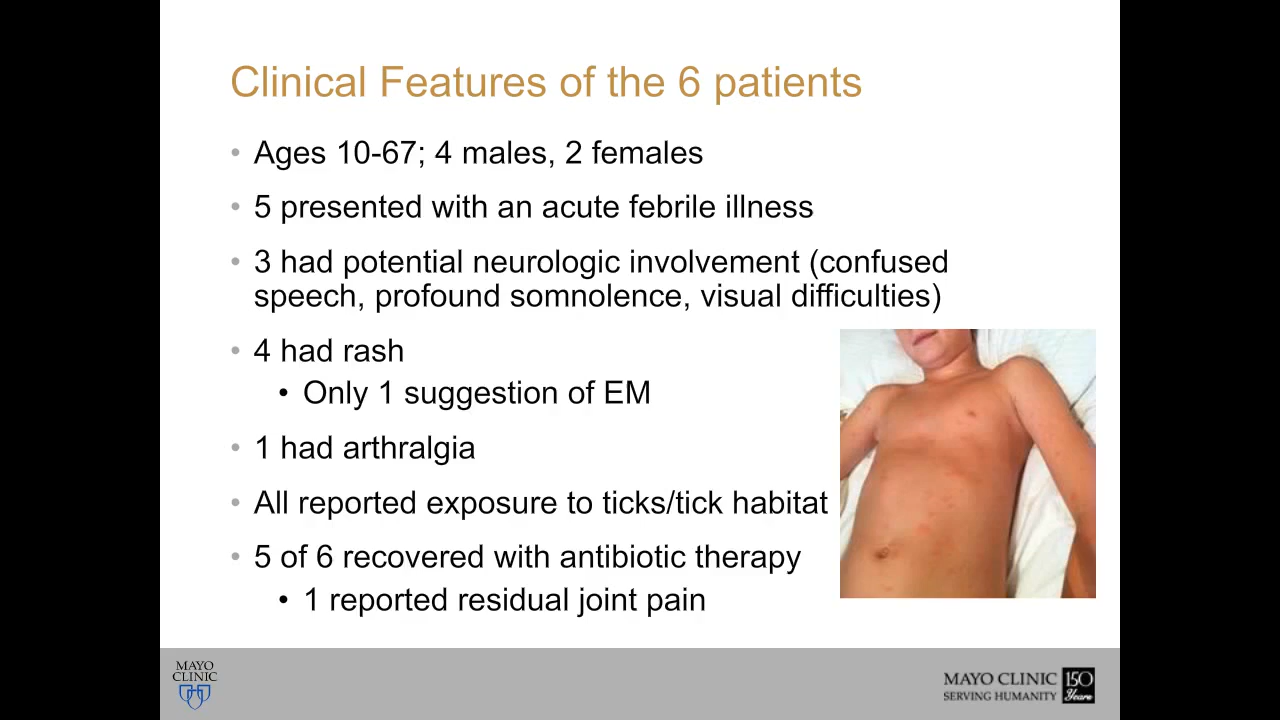 Clinical Features of the 6 patients
• Ages 10-67; 4 males, 2 females
• 5 presented with an acute febrile illness
• 3 had potential neurologic involvement (confused
speech, profound somnolence, visual difficulties)
• 4 had rash
• Only 1 suggestion of EM
• 1 had arthralgia
• All reported exposure to ticks/tick habitat
• 5 of 6 recovered with antibiotic therapy
• 1 reported residual joint pain
MAYO
CLINIC
MAYO CLINIC 150
SERVING HUMANITY Years